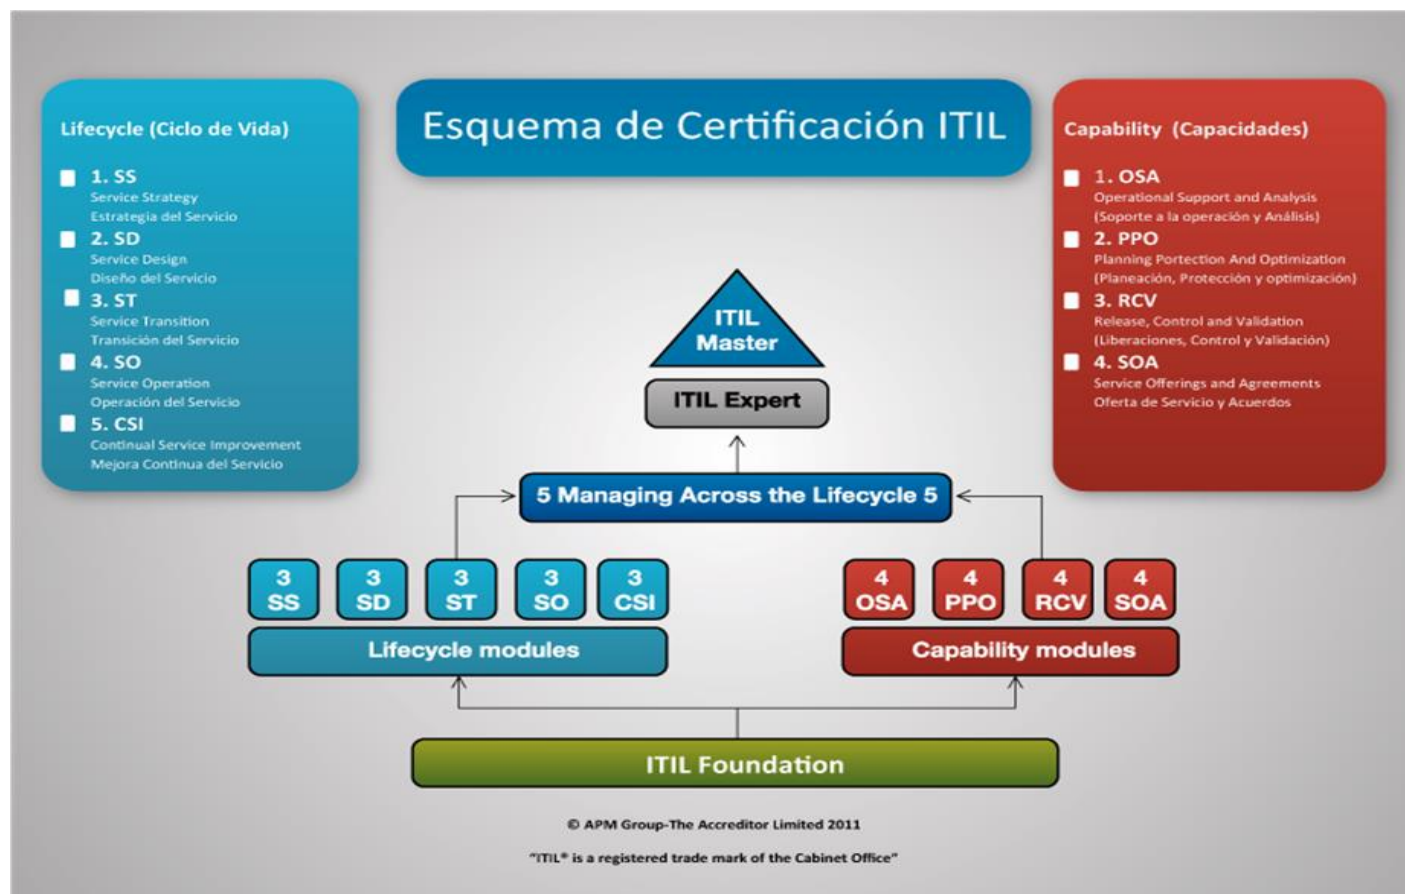 Esquema de Certificación ITIL
Lifecycle (Ciclo de Vida)
1. SS
Service Strategy
Estrategia del Servicio
2. SD
Service Design
Diseño del Servicio
3. ST
Service Transition
Transición del Servicio
4. SO
Service Operation
Operación del Servicio
5. CSI
Continual Service Improvement
Mejora Continua del Servicio
Capability (Capacidades)
1. OSA
Operational Support and Analysis
(Soporte a la operación y Análisis)
2. PPO
Planning Portection And Optimization
(Planeación, Protección y optimización)
3. RCV
Release, Control and Validation
(Liberaciones, Control y Validación)
4. SOA
Service Offerings and Agreements
Oferta de Servicio y Acuerdos
ITIL
Master
ITIL Expert
5 Managing Across the Lifecycle 5
3
SS
3
SD
3
ST
3
SO
3
CSI
Lifecycle modules
4
OSA
4
PPO
4
RCV
4
SOA
Capability modules
ITIL Foundation
© APM Group-The Accreditor Limited 2011
"ITIL® is a registered trade mark of the Cabinet Office"